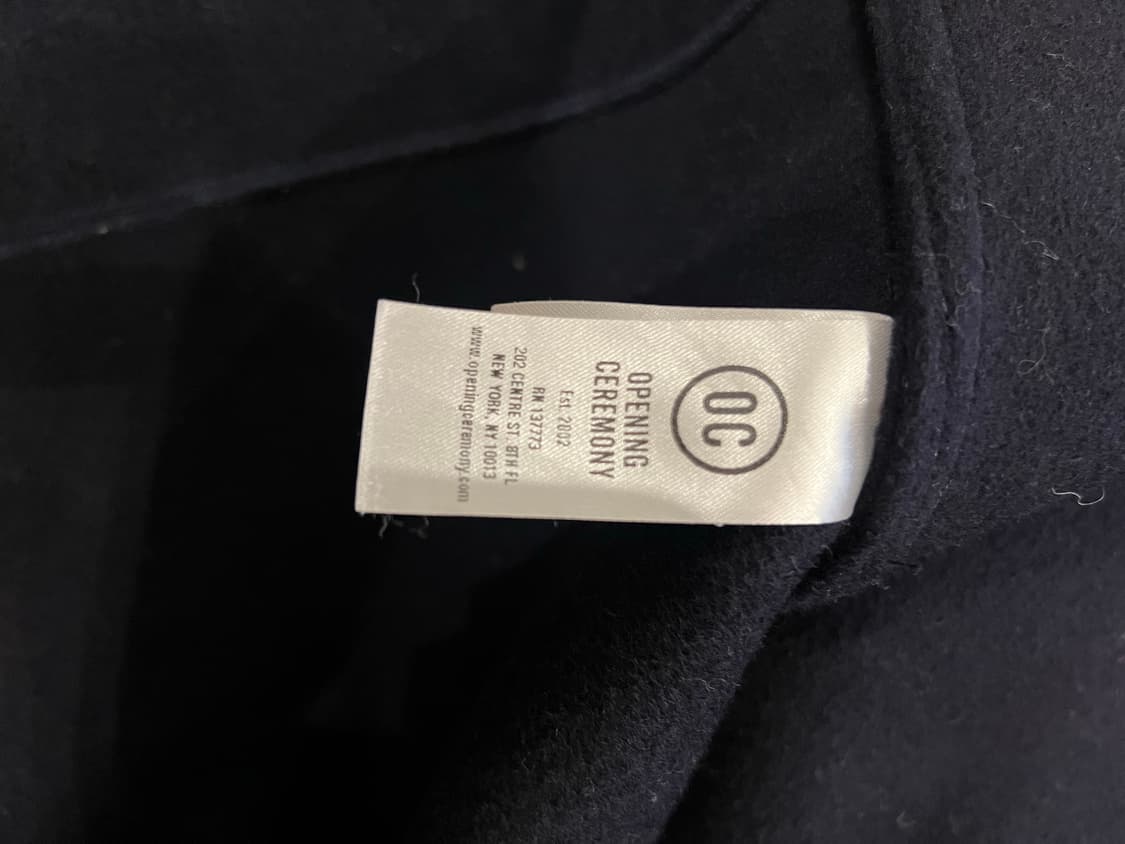 OC
OPENING
CEREMONY
Est. 2002
RN 137773
202 CENTRE ST. 8TH FL
NEW YORK, NY 10013
www.openingceremony.com